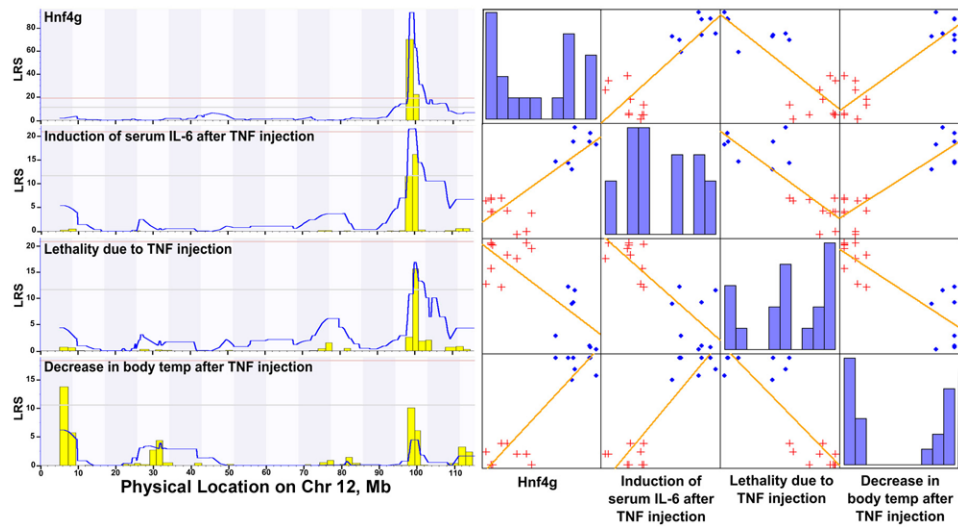 Hnf4g
LRS
80
60
40
20
0
Induction of serum IL-6 after TNF injection
LRS
20
15
10
5
0
Lethality due to TNF injection
LRS
20
15
10
5
0
Decrease in body temp after TNF injection
LRS
15
10
5
0
0 10 20 30 40 50 60 70 80 90 100 110
Physical Location on Chr 12, Mb
Hnf4g
Induction of
serum IL-6 after
TNF injection
Lethality due to
TNF injection
Decrease in
body temp after
TNF injection